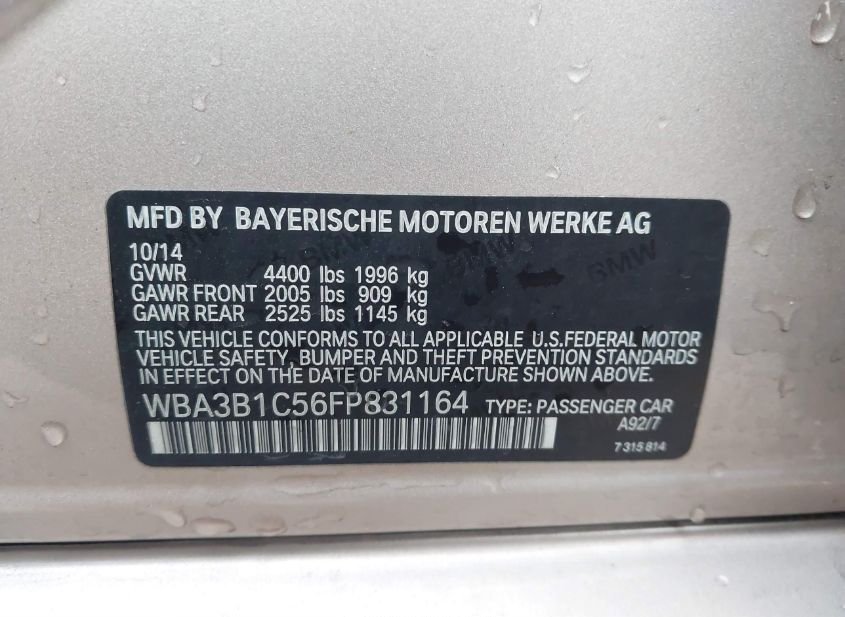 MFD BY BAYERISCHE MOTOREN WERKE AG
10/14
GVWR 4400 lbs 1996 kg
GAWR FRONT 2005 lbs 909 kg
GAWR REAR 2525 lbs 1145 kg
THIS VEHICLE CONFORMS TO ALL APPLICABLE U.S.FEDERAL MOTOR
VEHICLE SAFETY, BUMPER AND THEFT PREVENTION STANDARDS
IN EFFECT ON THE DATE OF MANUFACTURE SHOWN ABOVE.
WBA3B1C56FP831164 TYPE: PASSENGER CAR
A92/7
7 315 814
BMW
BMW
BMW